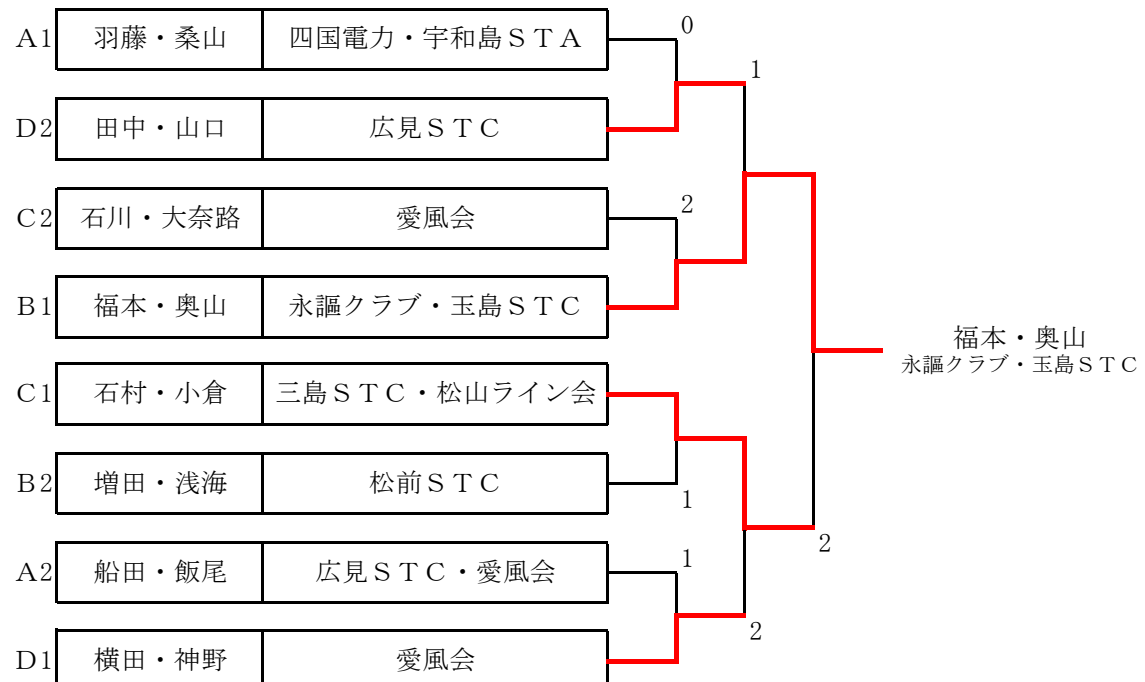 A1 羽藤・桑山 四国電力・宇和島ＳＴＡ 0
1
D2 田中・山口 広見ＳＴＣ
C2 石川・大奈路 愛風会 2
B1 福本・奥山 永謳クラブ・玉島ＳＴＣ
福本・奥山
永謳クラブ・玉島ＳＴＣ
C1 石村・小倉 三島ＳＴＣ・松山ライン会
B2 増田・浅海 松前ＳＴＣ 1
2
A2 船田・飯尾 広見ＳＴＣ・愛風会 1
2
D1 横田・神野 愛風会